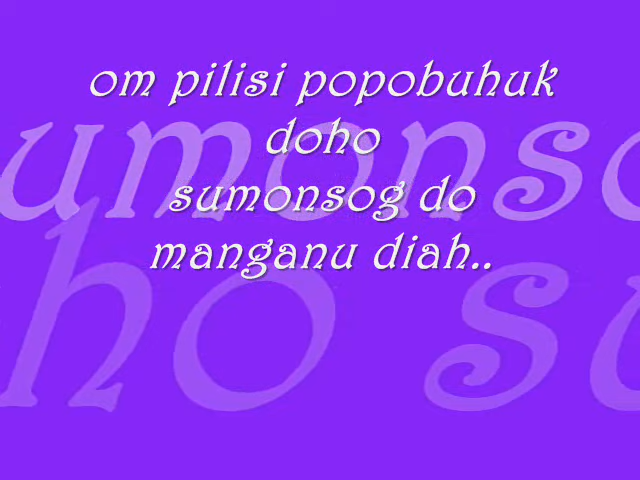 om pilisi popobuhuk
doho
sumonsog do
manganu diah..